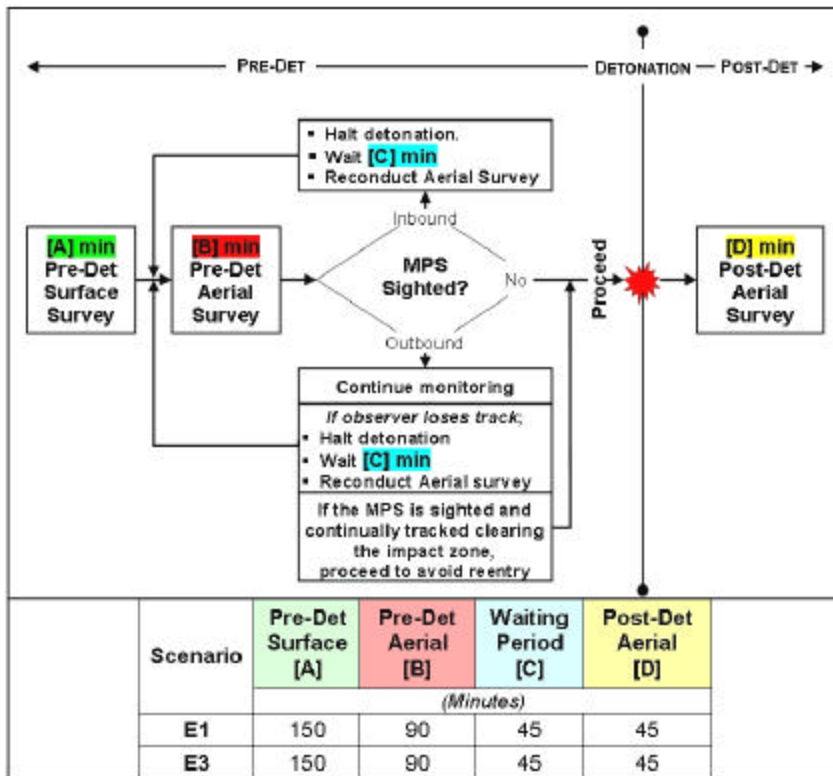 PRE-DET
DETONATION
POST-DET
▪ Halt detonation.
▪ Wait [C] min
▪ Reconduct Aerial Survey
Inbound
[A] min
Pre-Det
Surface
Survey
[B] min
Pre-Det
Aerial
Survey
MPS
Sighted?
No
Proceed
[D] min
Post-Det
Aerial
Survey
Outbound
Continue monitoring
If observer loses track;
▪ Halt detonation
▪ Wait [C] min
▪ Reconduct Aerial survey
If the MPS is sighted and
continually tracked clearing
the impact zone,
proceed to avoid reentry
Scenario
Pre-Det
Surface
[A]
Pre-Det
Aerial
[B]
Waiting
Period
[C]
Post-Det
Aerial
[D]
(Minutes)
E1 150 90 45 45
E3 150 90 45 45